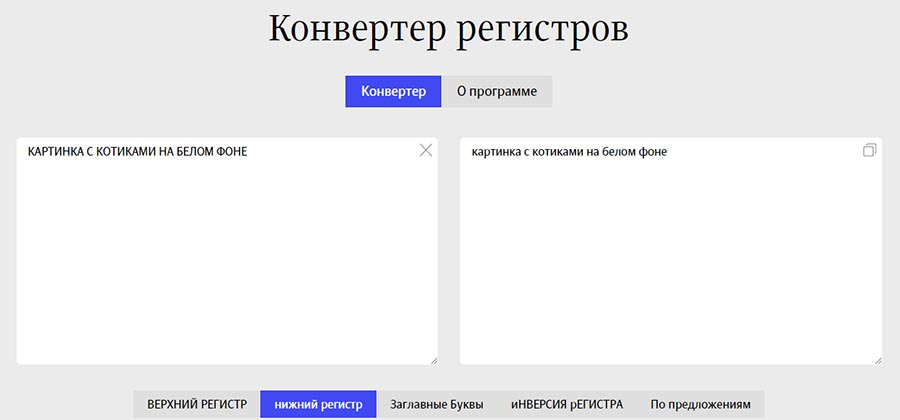 Конвертер регистров
Конвертер О программе
КАРТИНКА С КОТИКАМИ НА БЕЛОМ ФОНЕ
картинка с котиками на белом фоне
ВЕРХНИЙ РЕГИСТР нижний регистр Заглавные Буквы иНВЕРСИЯ рЕГИСТРА По предложениям